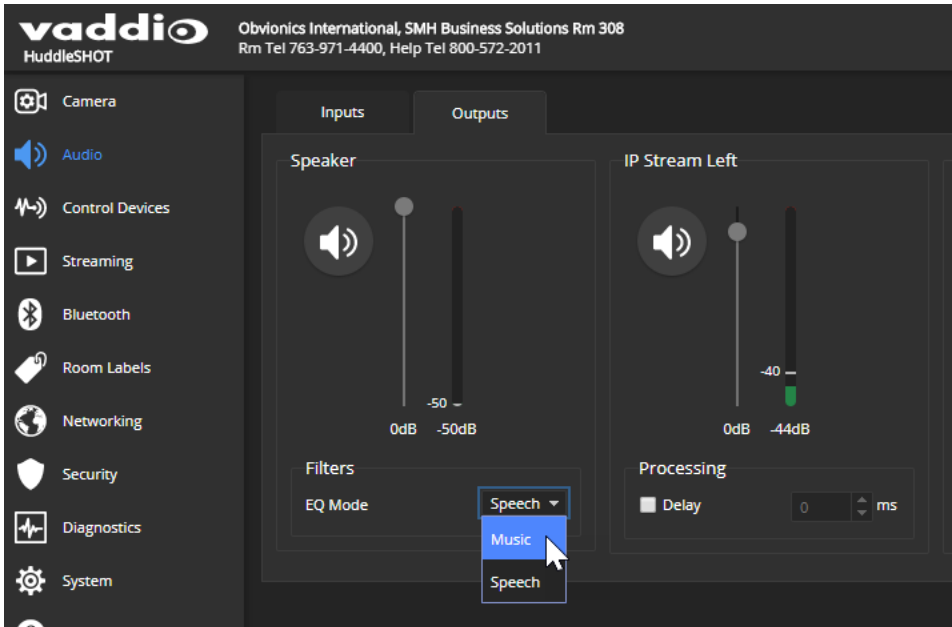 vaddio
HuddleSHOT
Obvionics International, SMH Business Solutions Rm 308
Rm Tel 763-971-4400, Help Tel 800-572-2011
Camera
Audio
Control Devices
Streaming
Bluetooth
Room Labels
Networking
Security
Diagnostics
System
Inputs
Outputs
Speaker
-50
0dB -50dB
Filters
EQ Mode Speech
Music
Speech
IP Stream Left
-40
0dB -44dB
Processing
Delay 0 ms